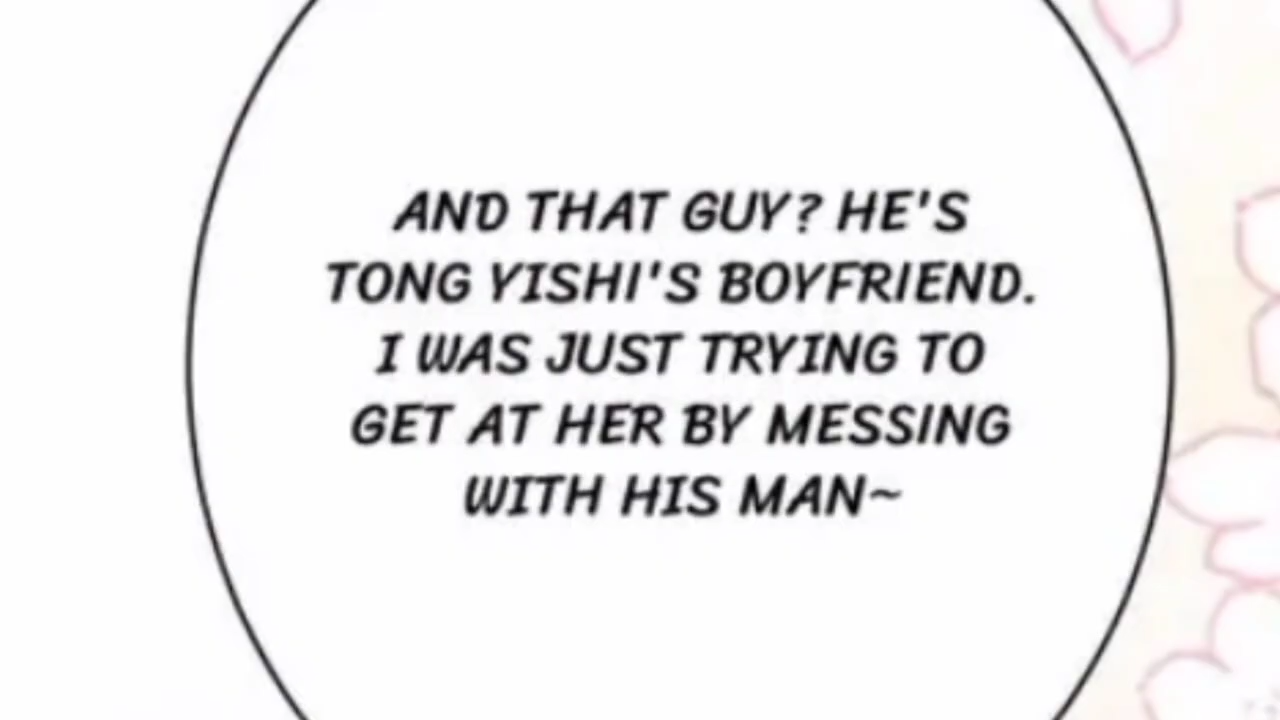 AND THAT GUY? HE'S
TONG YISHI'S BOYFRIEND.
I WAS JUST TRYING TO
GET AT HER BY MESSING
WITH HIS MAN~